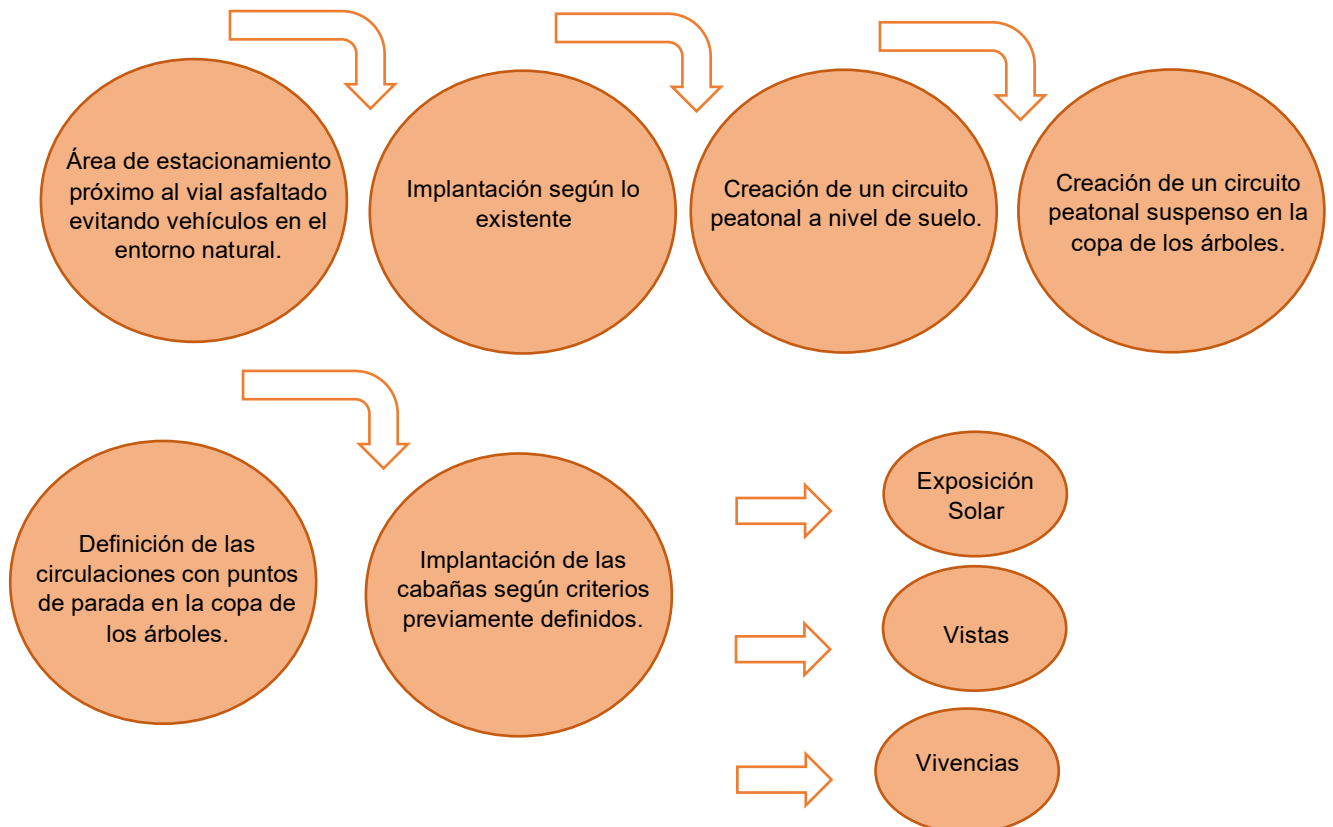 Área de estacionamiento
próximo al vial asfaltado
evitando vehículos en el
entorno natural.
Implantación según lo
existente
Creación de un circuito
peatonal a nivel de suelo.
Creación de un circuito
peatonal suspenso en la
copa de los árboles.
Definición de las
circulaciones con puntos
de parada en la copa de
los árboles.
Implantación de las
cabañas según criterios
previamente definidos.
Exposición
Solar
Vistas
Vivencias